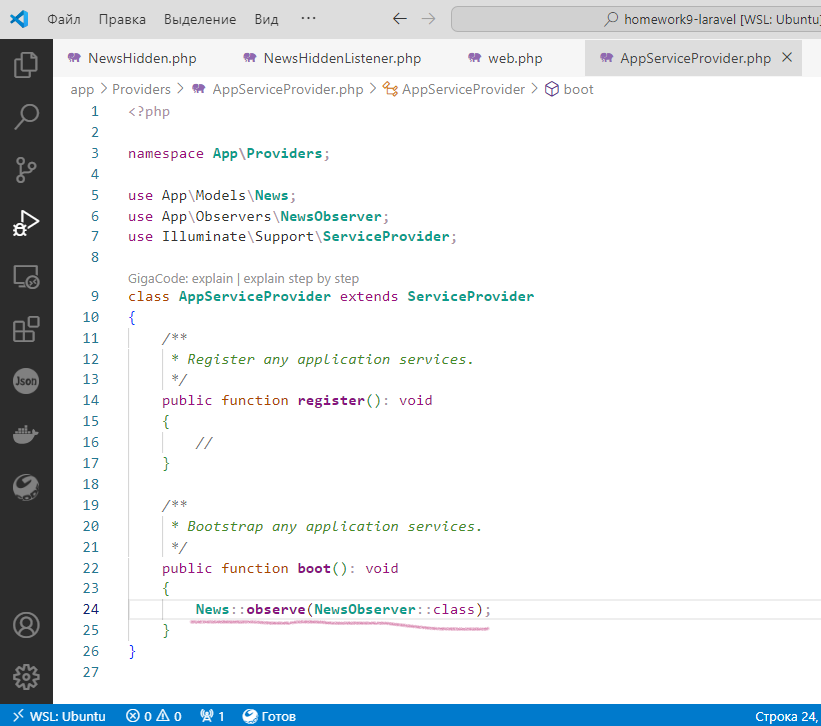 Файл Правка Выделение Вид ··· homework9-laravel [WSL: Ubuntu]
NewsHidden.php NewsHiddenListener.php web.php AppServiceProvider.php
app > Providers > AppServiceProvider.php > AppServiceProvider > boot
1 <?php
2
3 namespace App\Providers;
4
5 use App\Models\News;
6 use App\Observers\NewsObserver;
7 use Illuminate\Support\ServiceProvider;
8
GigaCode: explain | explain step by step
9 class AppServiceProvider extends ServiceProvider
10 {
11 /**
12 * Register any application services.
13 */
14 public function register(): void
15 {
16 //
17 }
18
19 /**
20 * Bootstrap any application services.
21 */
22 public function boot(): void
23 {
24 News::observe(NewsObserver::class);
25 }
26 }
27
Json
WSL: Ubuntu 0 0 1 Готов Строка 24,